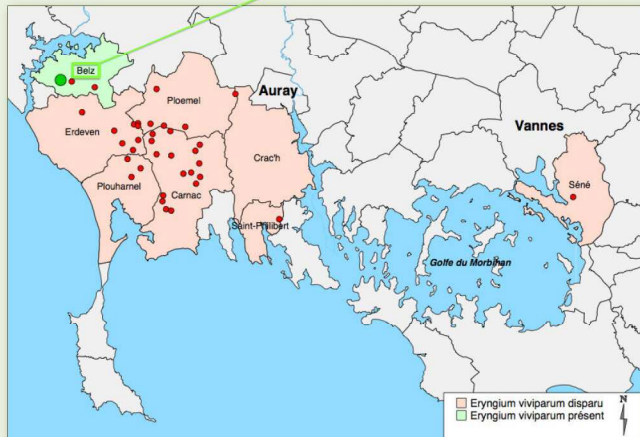 Belz
Ploemel
Auray
Erdeven
Vannes
Crac'h
Plouharnel
Carnac
Séné
Saint-Philibert
Golfe du Morbihan
N
Eryngium viviparum disparu
Eryngium viviparum présent